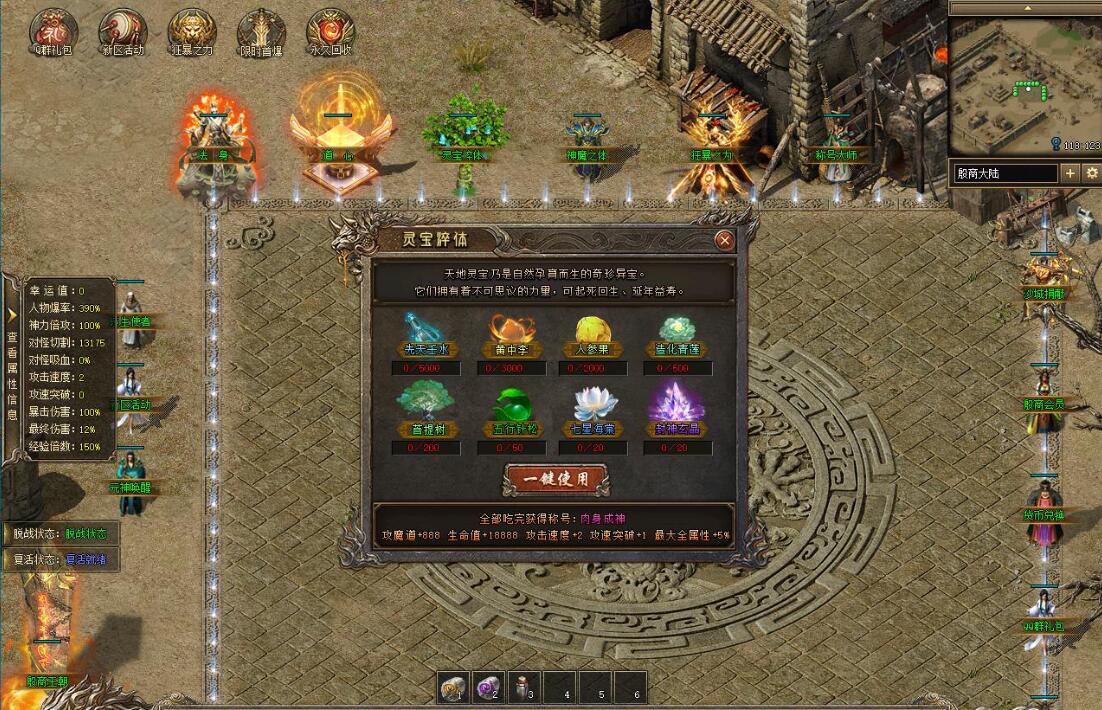 Q群礼包
新区活动
狂暴之力
限时首爆
永久回收
法身
道心
灵宝淬体
神魔之体
狂暴之力
称号大师
118:123
殷商大陆
沙城捐献
殷商会员
货币兑换
QQ群礼包
查看属性信息
幸运值：0
人物爆率：390%
神力倍攻：100%
对怪切割：13175
对怪吸血：0%
攻击速度：2
攻速突破：0
暴击伤害：100%
最终伤害：12%
经验倍数：150%
新区活动
元神唤醒
脱战状态：脱战状态
复活状态：复活就绪
殷商王朝
灵宝淬体
天地灵宝乃是自然孕育而生的奇珍异宝。
它们拥有着不可思议的力量，可起死回生、延年益寿。
先天壬水
黄中李
人参果
造化青莲
0/5000
0/3000
0/2000
0/500
菩提树
五行针松
七星海棠
封神玄晶
0/200
0/50
0/20
0/20
一键使用
全部吃完获得称号：肉身成神
攻魔道+888 生命值+18888 攻击速度+2 攻速突破+1 最大全属性+5%
1
2
3
4
5
6